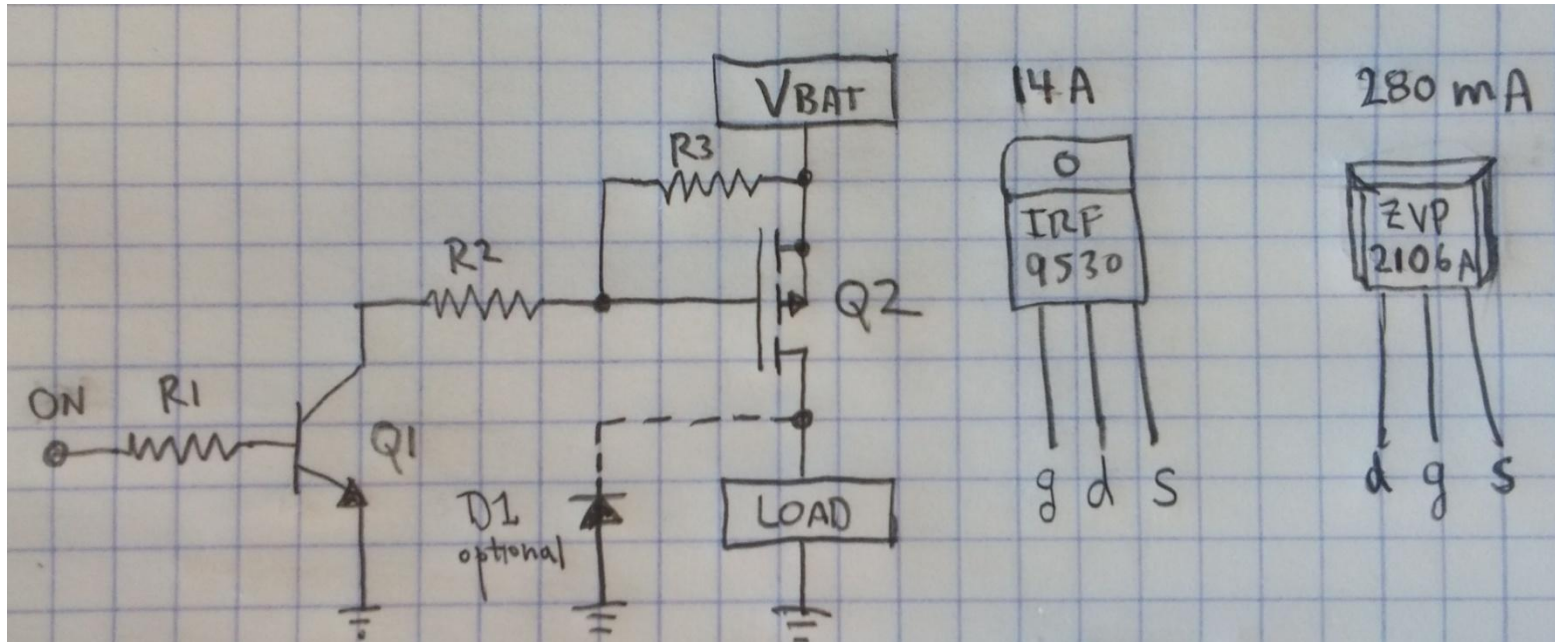 VBAT
14 A
280 mA
R3
O
IRF
9530
ZVP
2106A
R2
Q2
ON
R1
Q1
D1
optional
LOAD
g d s
d g s